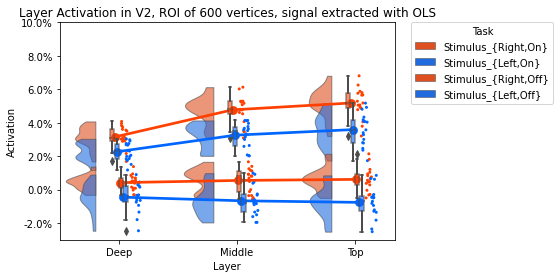 Layer Activation in V2, ROI of 600 vertices, signal extracted with OLS
10.0%
8.0%
6.0%
4.0%
2.0%
0.0%
-2.0%
Activation
Deep
Middle
Top
Layer
Task
Stimulus_{Right,On}
Stimulus_{Left,On}
Stimulus_{Right,Off}
Stimulus_{Left,Off}